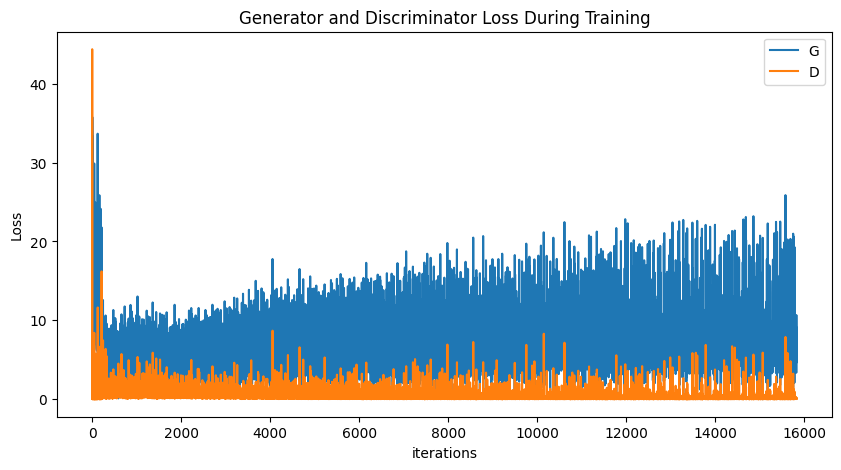 Generator and Discriminator Loss During Training
G
D
Loss
40
30
20
10
0
0 2000 4000 6000 8000 10000 12000 14000 16000
iterations